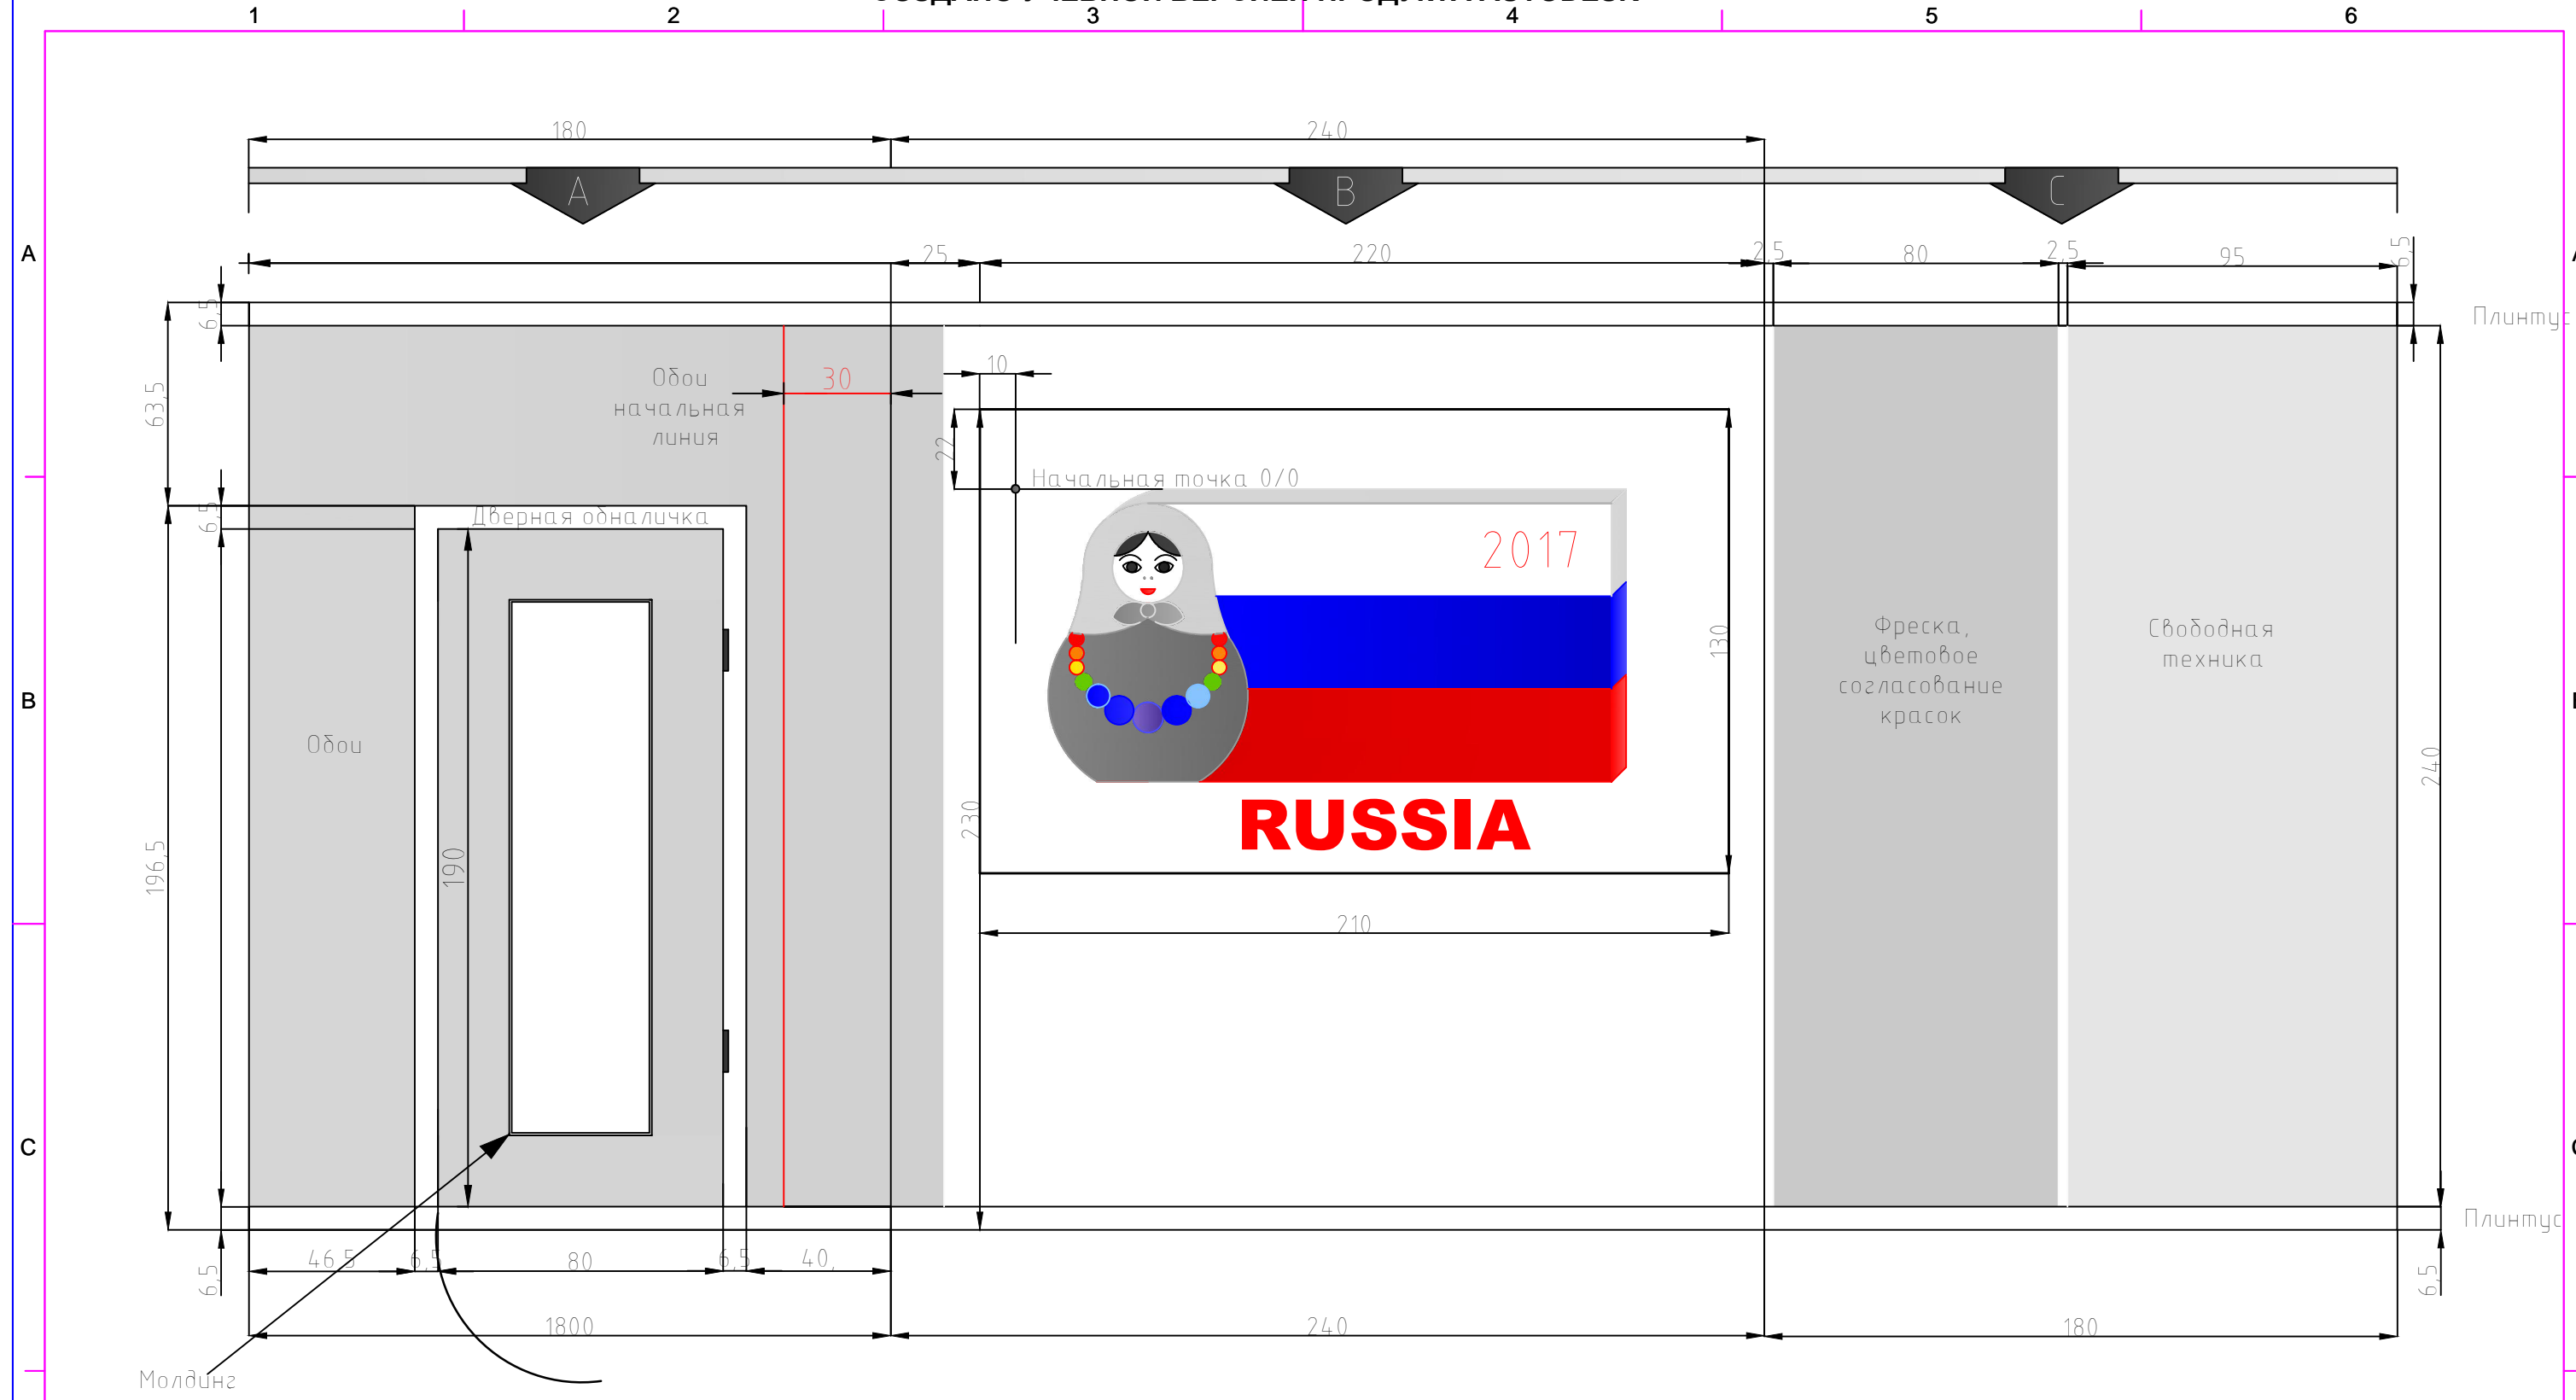 1 2 3 4 5 6
180 240
A B C
25 220 2,5 80 2,5 95 6,5
A
6,5
Плинтус
63,5
10
Обои
начальная
линия
30
22
Начальная точка 0/0
6,5
Дверная обналичка
2017
B
Обои
190
196,5
230
130
RUSSIA
210
Фреска,
цветовое
согласование
красок
Свободная
техника
240
C
Плинтус
6,5
46,5 6,5 80 6,5 40,
6,5
1800 240 180
Молдинг